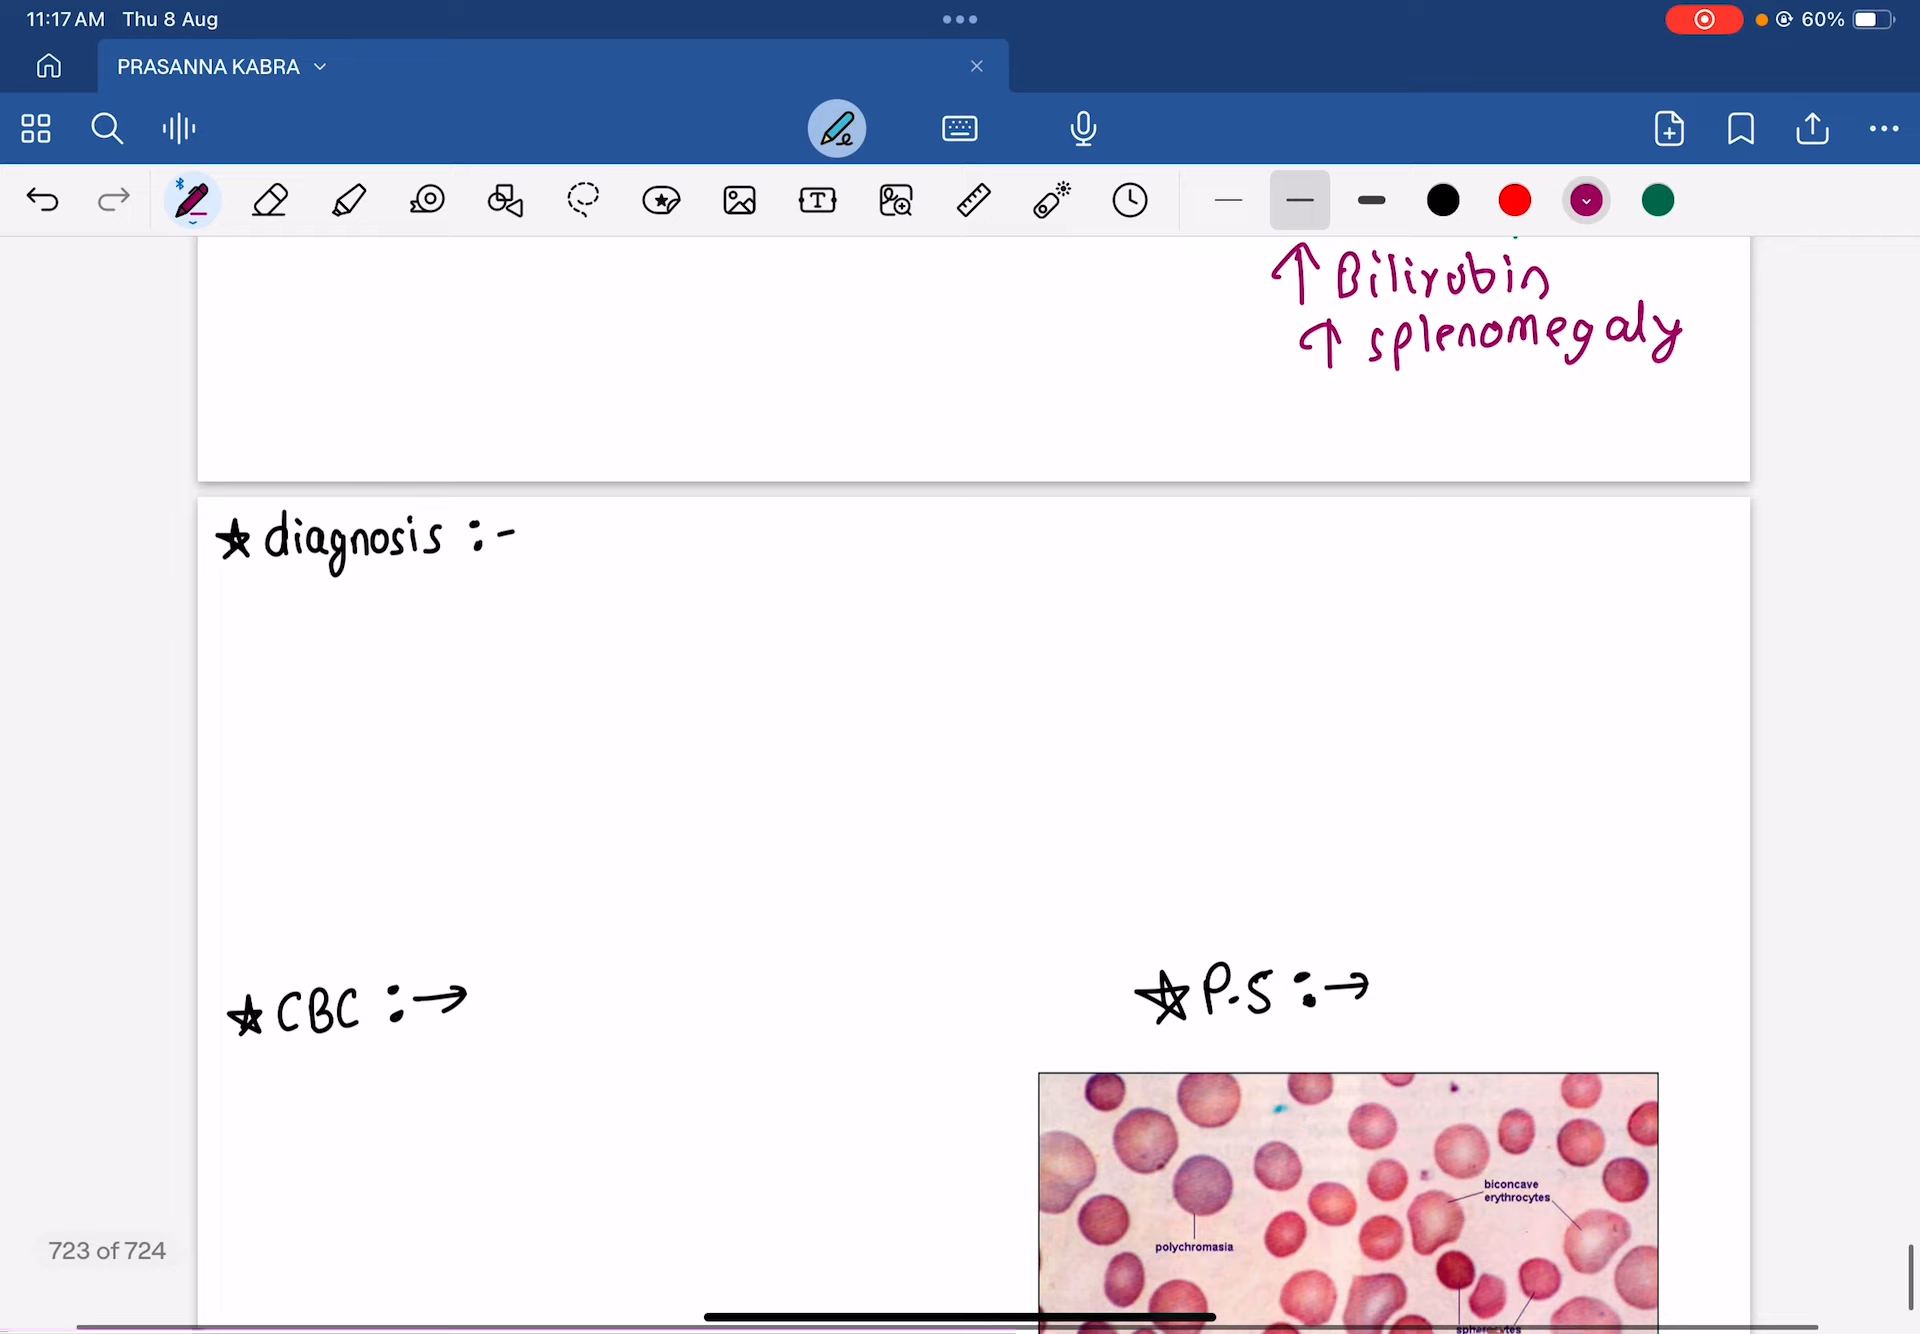 11:17 AM Thu 8 Aug
60%
PRASANNA KABRA
↑ Bilirubin
↑ splenomegaly
★ diagnosis :-
★ CBC :→
★ P.S :→
biconcave
erythrocytes
polychromasia
spherocytes
723 of 724